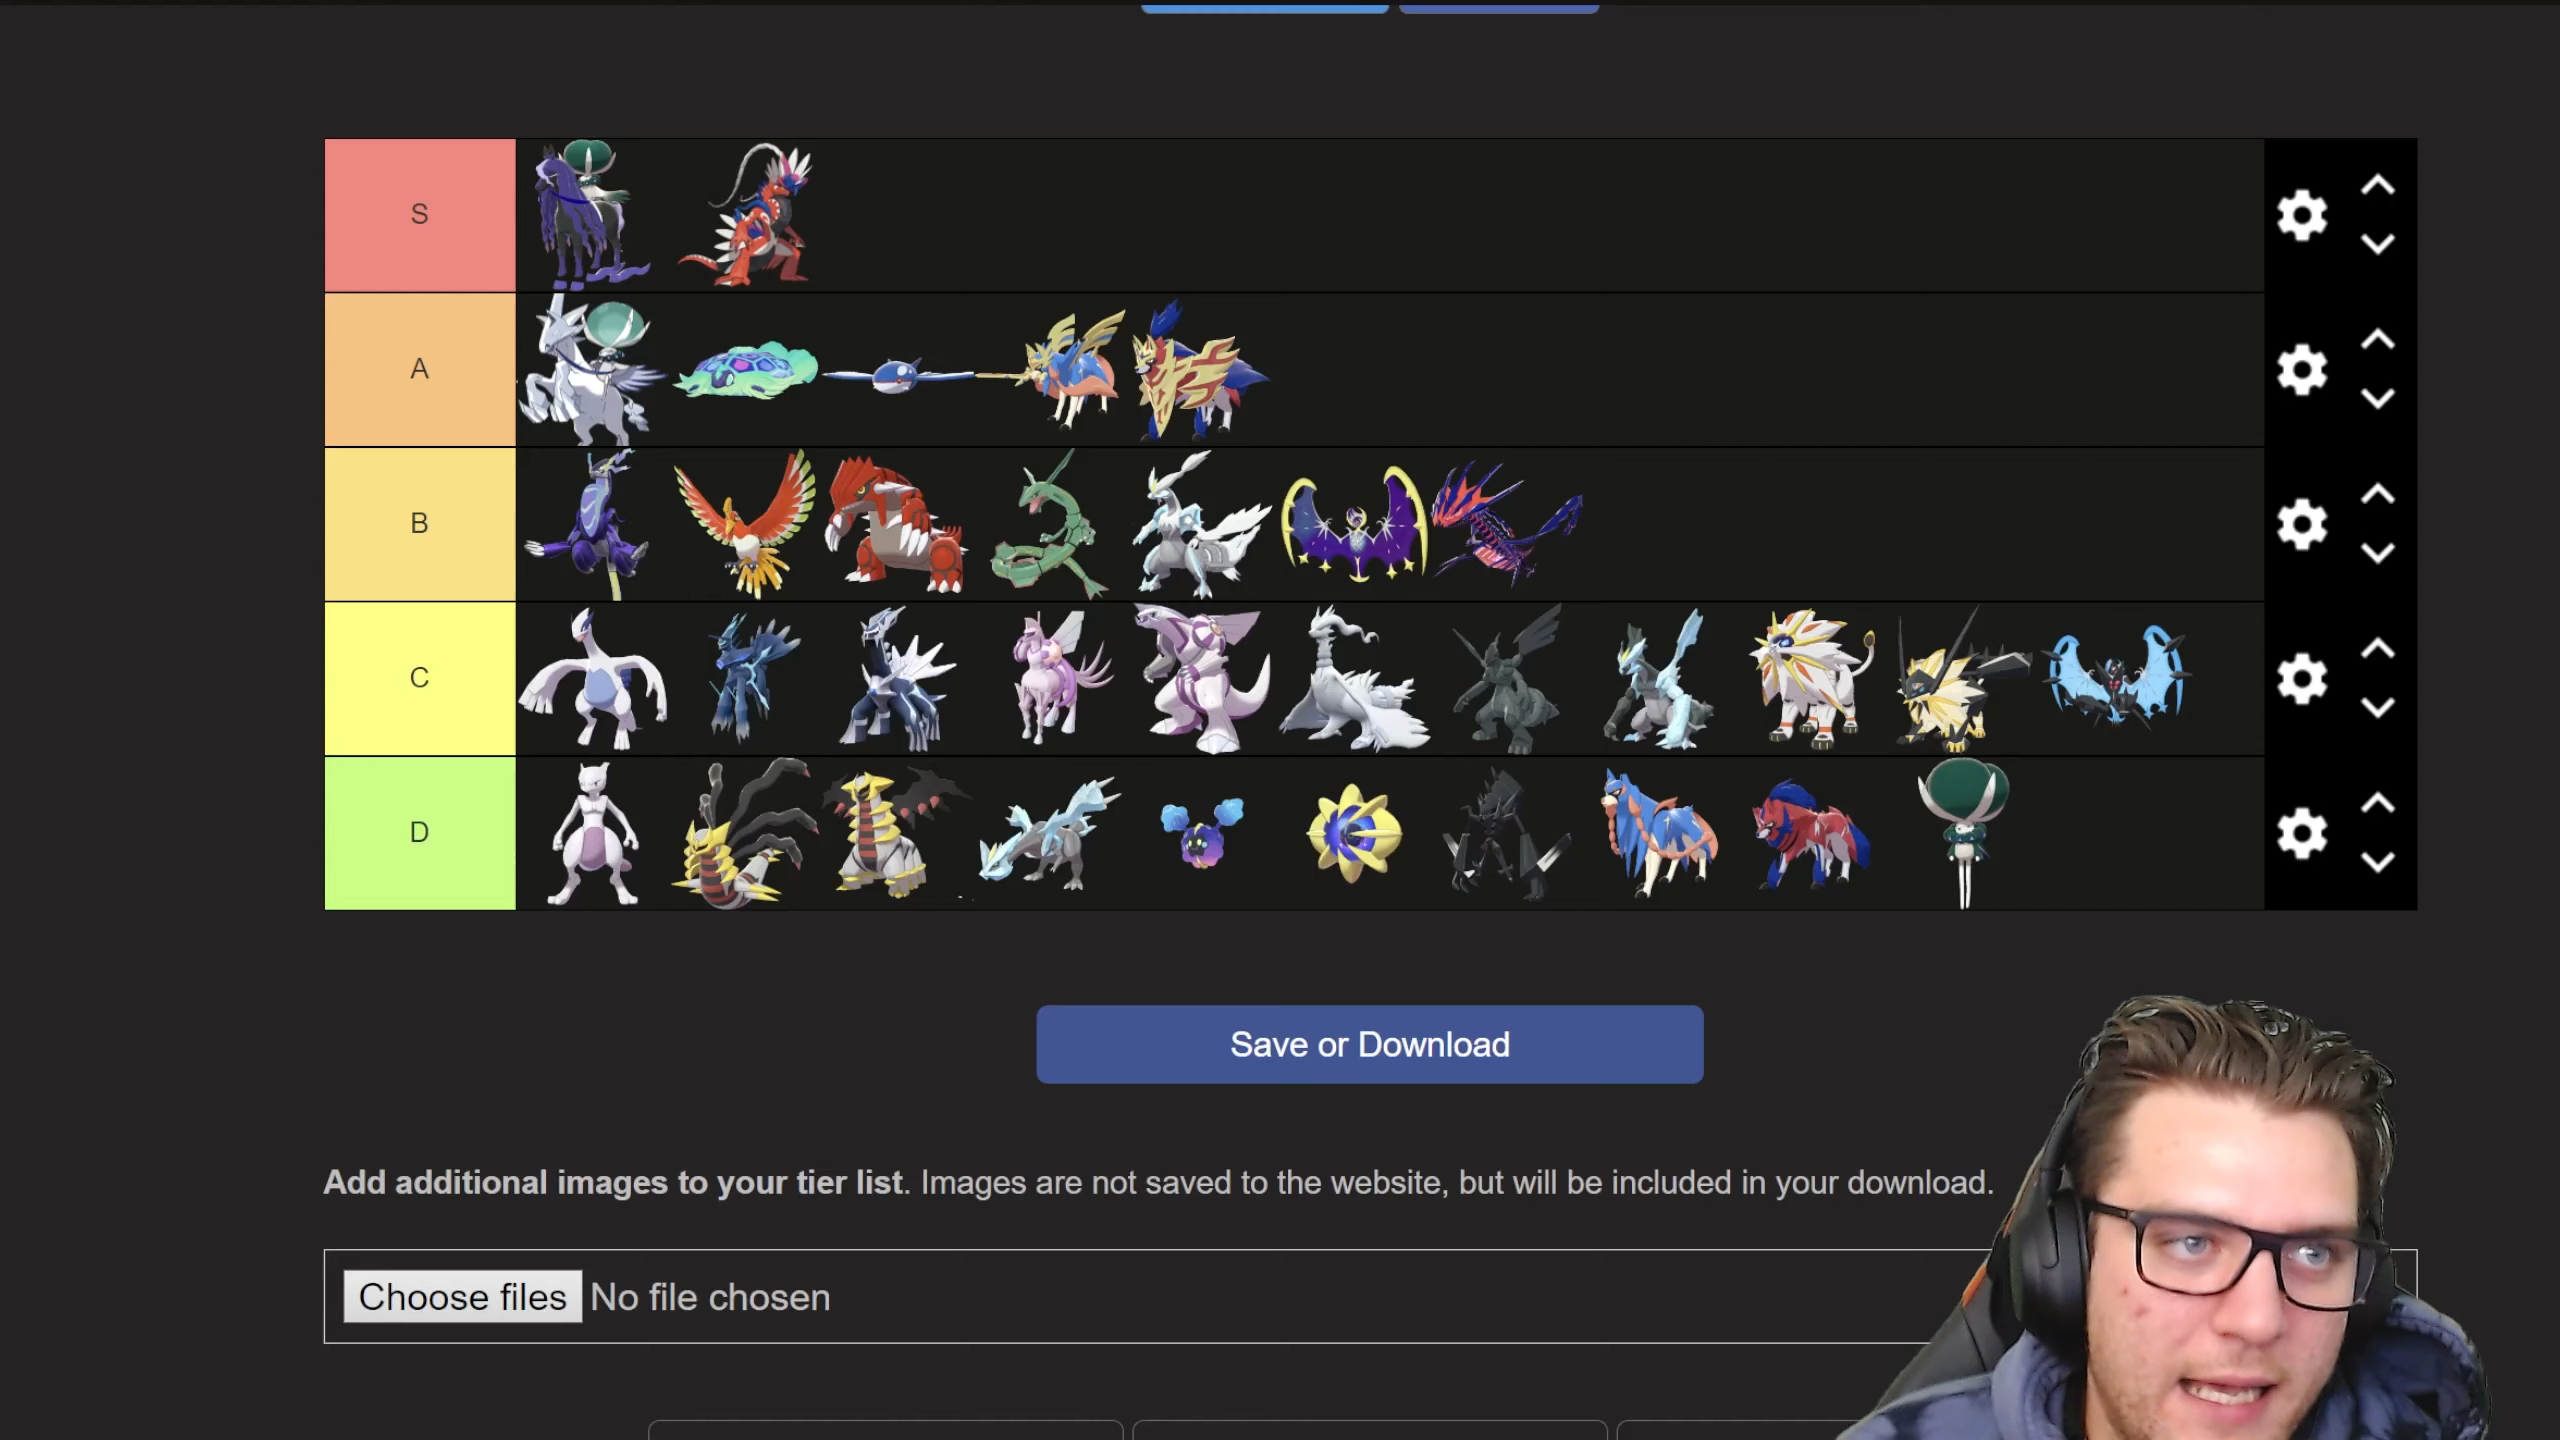 S
A
B
C
D
Save or Download
Add additional images to your tier list. Images are not saved to the website, but will be included in your download.
Choose files No file chosen